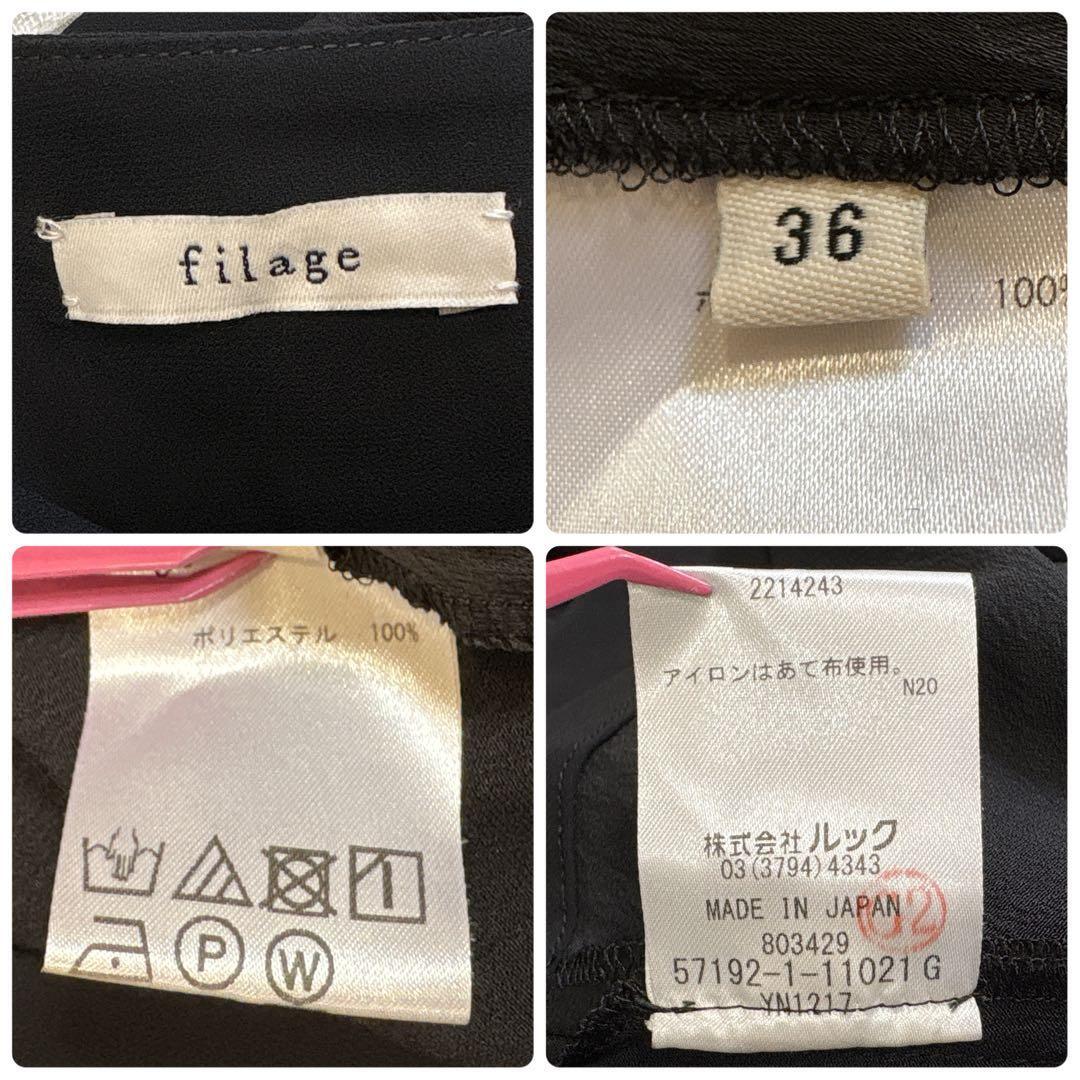 filage
36
100%
ポリエステル 100%
P
W
2214243
アイロンはあて布使用。
N20
株式会社 ルック
03(3794)4343
MADE IN JAPAN
803429
57192-1-11021 G
YN1217